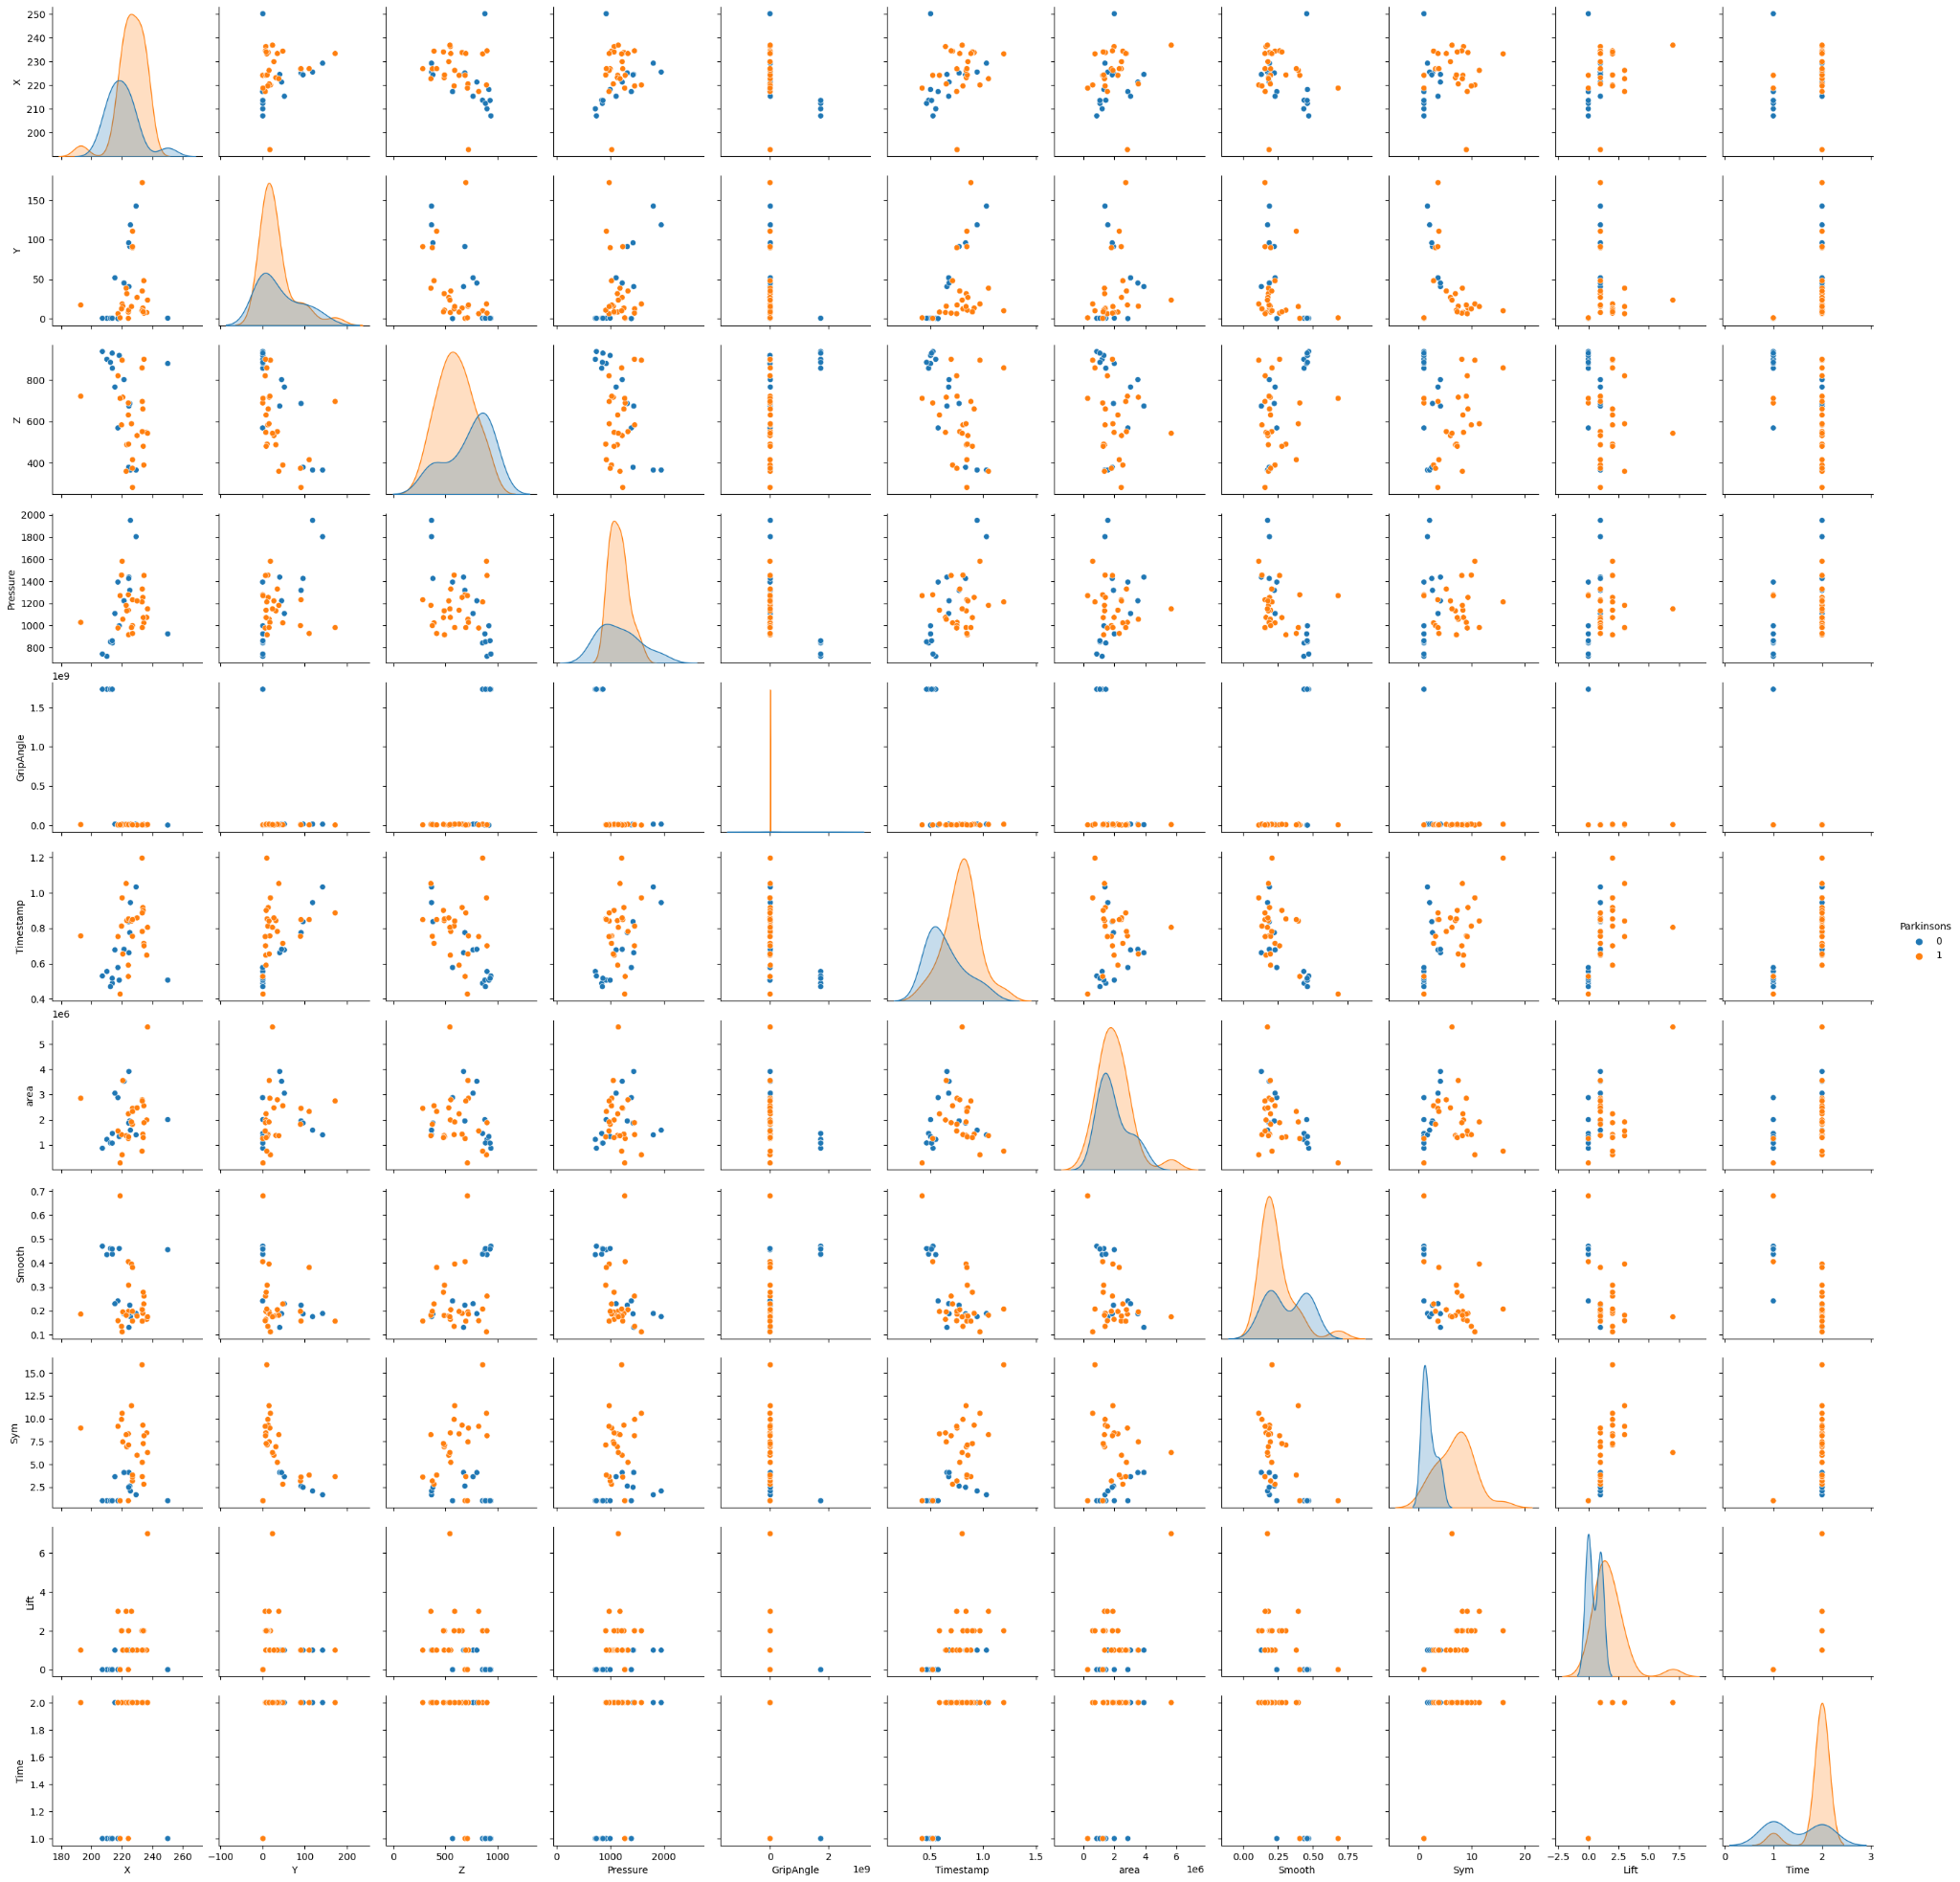 250
240
230
220
210
200
X
150
100
50
0
Y
800
600
400
Z
2000
1800
1600
1400
1200
1000
800
Pressure
1e9
1.5
1.0
0.5
0.0
GripAngle
1.2
1.0
0.8
0.6
0.4
Timestamp
Parkinsons
0
1
1e6
5
4
3
2
1
area
0.7
0.6
0.5
0.4
0.3
0.2
0.1
Smooth
15.0
12.5
10.0
7.5
5.0
2.5
Sym
6
4
2
0
Lift
2.0
1.8
1.6
1.4
1.2
1.0
Time
180 200 220 240 260
X
−100 0 100 200
Y
0 500 1000
Z
0 1000 2000
Pressure
0 2
GripAngle 1e9
0.5 1.0 1.5
Timestamp
0 2 4 6
area 1e6
0.00 0.25 0.50 0.75
Smooth
0 10 20
Sym
−2.5 0.0 2.5 5.0 7.5
Lift
0 1 2 3
Time